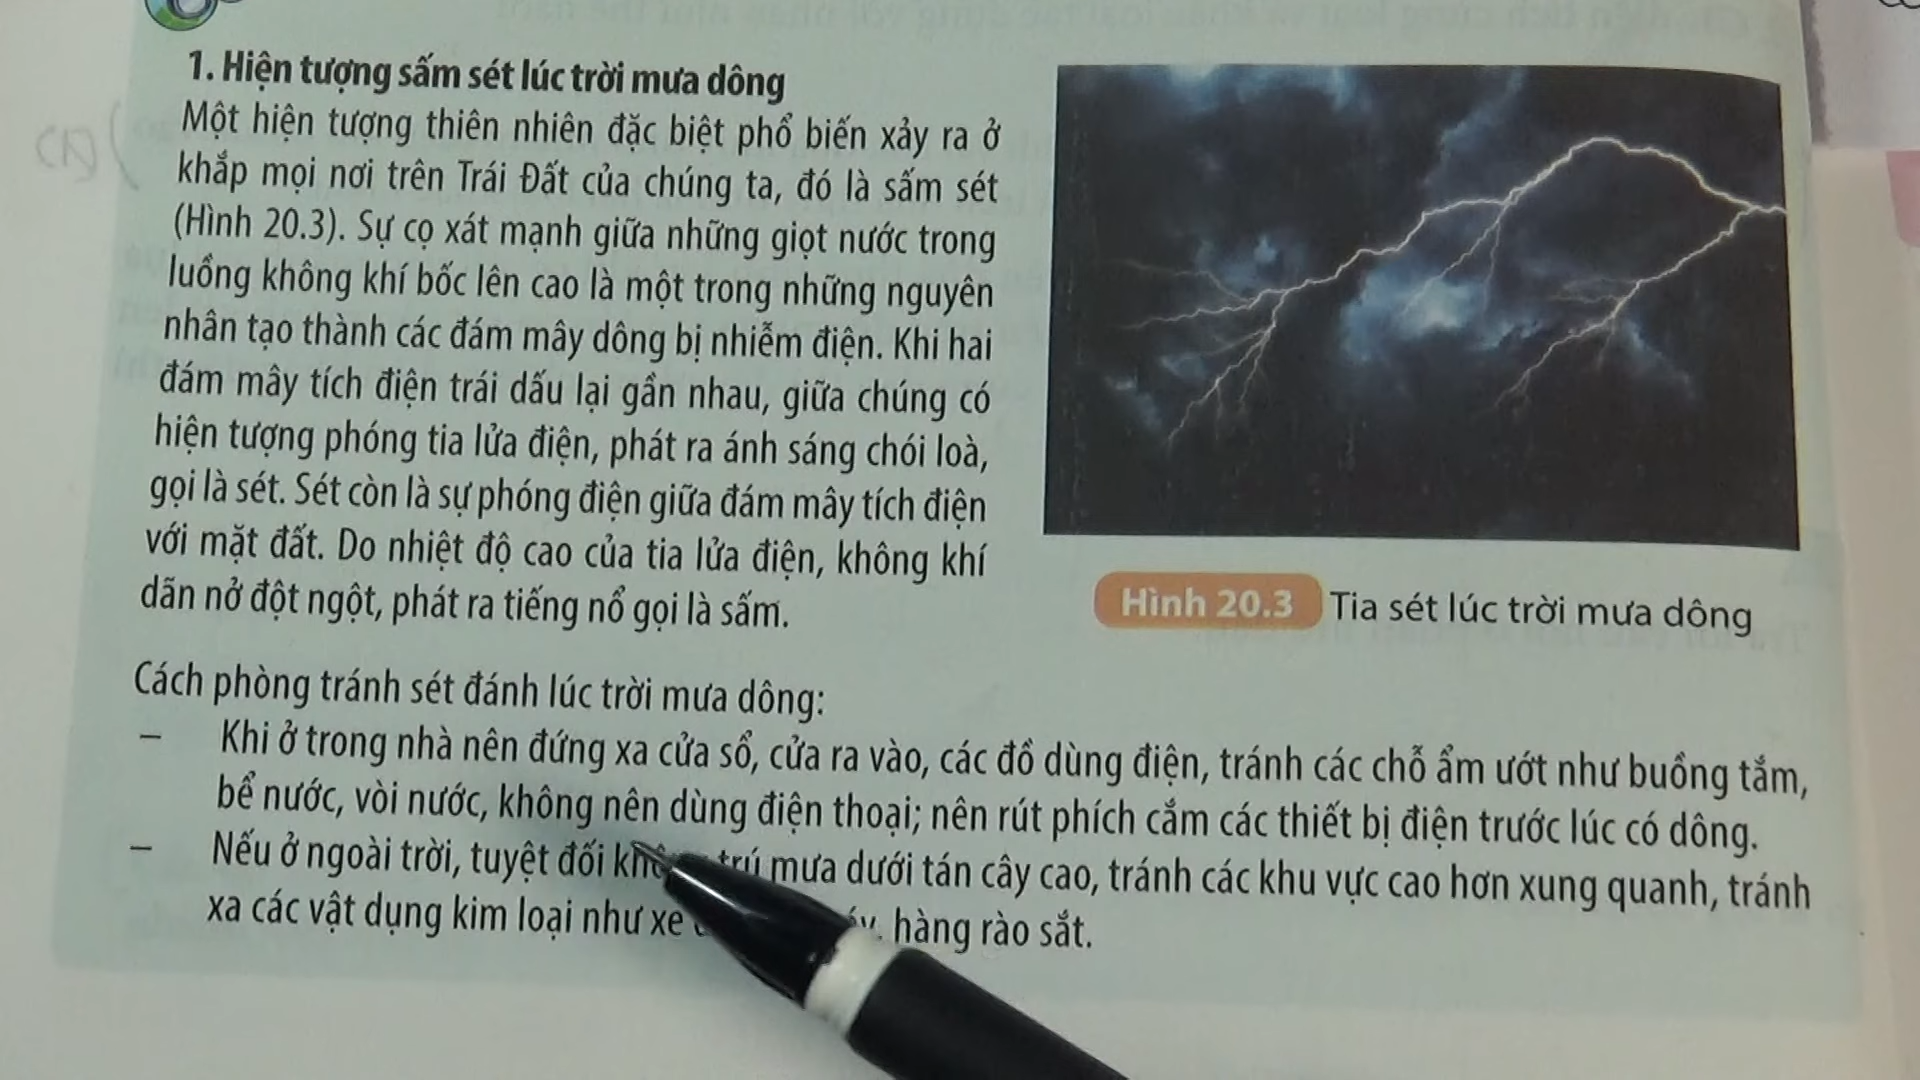 1. Hiện tượng sấm sét lúc trời mưa dông
Một hiện tượng thiên nhiên đặc biệt phổ biến xảy ra ở
khắp mọi nơi trên Trái Đất của chúng ta, đó là sấm sét
(Hình 20.3). Sự cọ xát mạnh giữa những giọt nước trong
luồng không khí bốc lên cao là một trong những nguyên
nhân tạo thành các đám mây dông bị nhiễm điện. Khi hai
đám mây tích điện trái dấu lại gần nhau, giữa chúng có
hiện tượng phóng tia lửa điện, phát ra ánh sáng chói loà,
gọi là sét. Sét còn là sự phóng điện giữa đám mây tích điện
với mặt đất. Do nhiệt độ cao của tia lửa điện, không khí
dãn nở đột ngột, phát ra tiếng nổ gọi là sấm.
Hình 20.3 Tia sét lúc trời mưa dông
Cách phòng tránh sét đánh lúc trời mưa dông:
– Khi ở trong nhà nên đứng xa cửa sổ, cửa ra vào, các đồ dùng điện, tránh các chỗ ẩm ướt như buồng tắm,
bể nước, vòi nước, không nên dùng điện thoại; nên rút phích cắm các thiết bị điện trước lúc có dông.
– Nếu ở ngoài trời, tuyệt đối trú mưa dưới tán cây cao, tránh các khu vực cao hơn xung quanh, tránh
xa các vật dụng kim loại như xe hàng rào sắt.